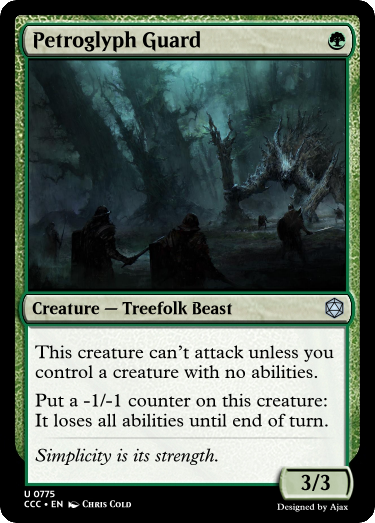 Petroglyph Guard
Creature — Treefolk Beast
This creature can't attack unless you
control a creature with no abilities.
Put a -1/-1 counter on this creature:
It loses all abilities until end of turn.
Simplicity is its strength.
3/3
U 0775
CCC • EN Chris Cold
Designed by Ajax